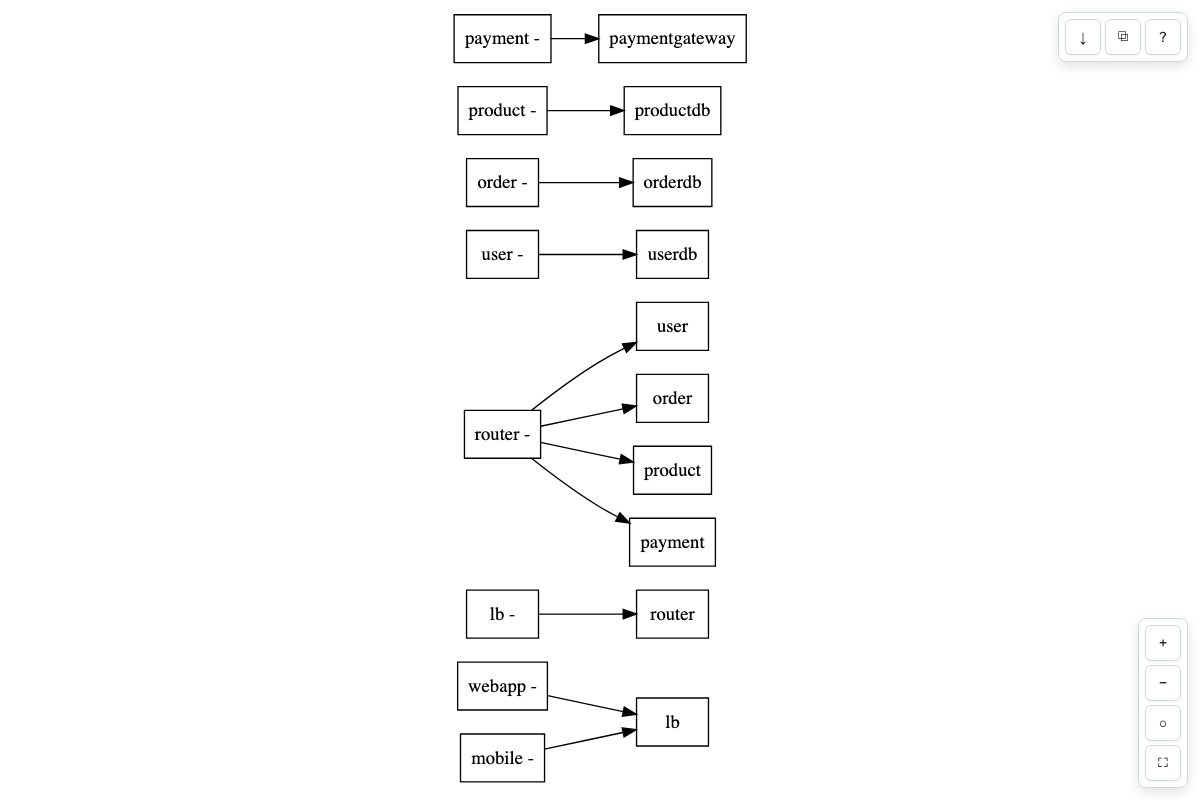 payment -
paymentgateway
product -
productdb
order -
orderdb
user -
userdb
user
order
router -
product
payment
lb -
router
webapp -
lb
mobile -
↓
⧉
?
+
−
○
⛶